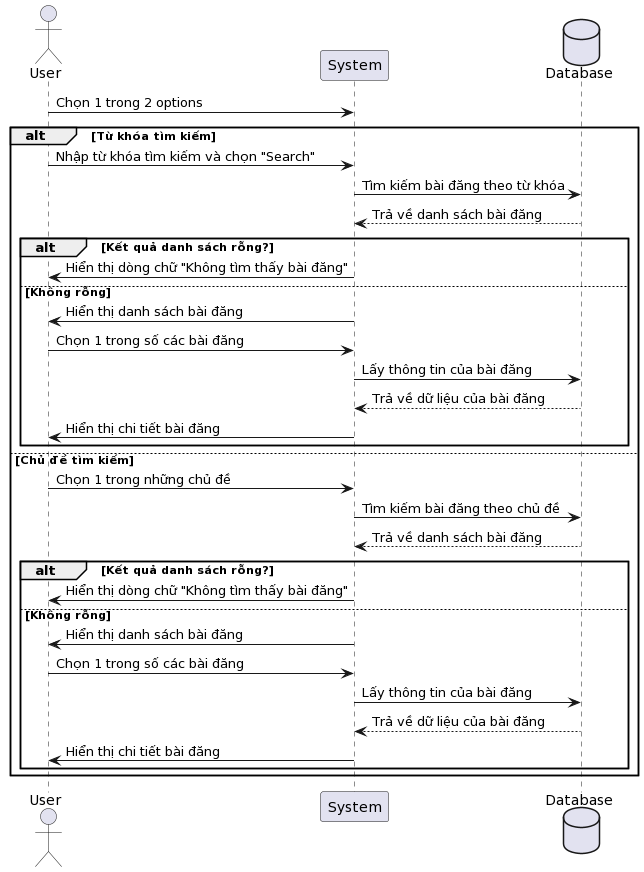 User
System
Database
Chọn 1 trong 2 options
alt [Từ khóa tìm kiếm]
Nhập từ khóa tìm kiếm và chọn "Search"
Tìm kiếm bài đăng theo từ khóa
Trả về danh sách bài đăng
alt [Kết quả danh sách rỗng?]
Hiển thị dòng chữ "Không tìm thấy bài đăng"
[Không rỗng]
Hiển thị danh sách bài đăng
Chọn 1 trong số các bài đăng
Lấy thông tin của bài đăng
Trả về dữ liệu của bài đăng
Hiển thị chi tiết bài đăng
[Chủ đề tìm kiếm]
Chọn 1 trong những chủ đề
Tìm kiếm bài đăng theo chủ đề
Trả về danh sách bài đăng
alt [Kết quả danh sách rỗng?]
Hiển thị dòng chữ "Không tìm thấy bài đăng"
[Không rỗng]
Hiển thị danh sách bài đăng
Chọn 1 trong số các bài đăng
Lấy thông tin của bài đăng
Trả về dữ liệu của bài đăng
Hiển thị chi tiết bài đăng
User
System
Database